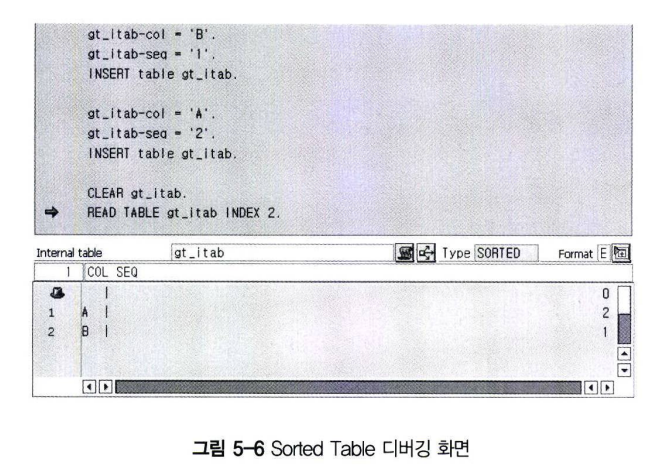 gt_itab-col = 'B'.
gt_itab-seq = '1'.
INSERT table gt_itab.
gt_itab-col = 'A'.
gt_itab-seq = '2'.
INSERT table gt_itab.
CLEAR gt_itab.
READ TABLE gt_itab INDEX 2.
Internal table gt_itab Type SORTED Format E
1 COL SEQ
| 0
1 A | 2
2 B | 1
그림 5-6 Sorted Table 디버깅 화면